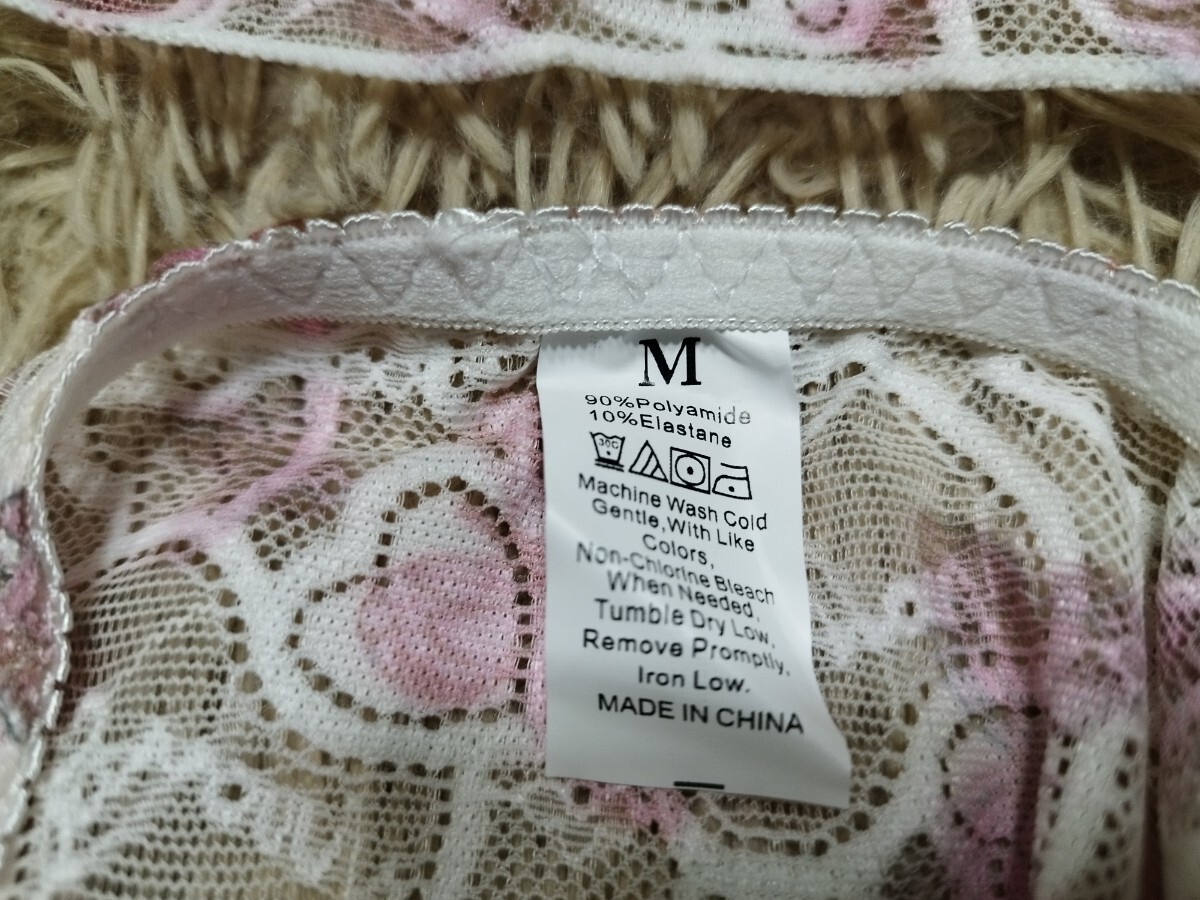 M
90%Polyamide
10%Elastane
30C
Machine Wash Cold
Gentle,With Like
Colors,
Non-Chlorine Bleach
When Needed,
Tumble Dry Low,
Remove Promptly,
Iron Low.
MADE IN CHINA